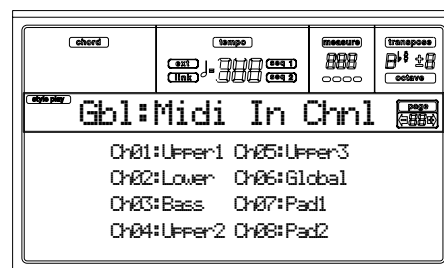 chord tempo measure transpose
ext seq 1
link seq 2
octave
style play
Gbl:Midi In Chnl
page
Ch01:Upper1 Ch05:Upper3
Ch02:Lower Ch06:Global
Ch03:Bass Ch07:Pad1
Ch04:Upper2 Ch08:Pad2